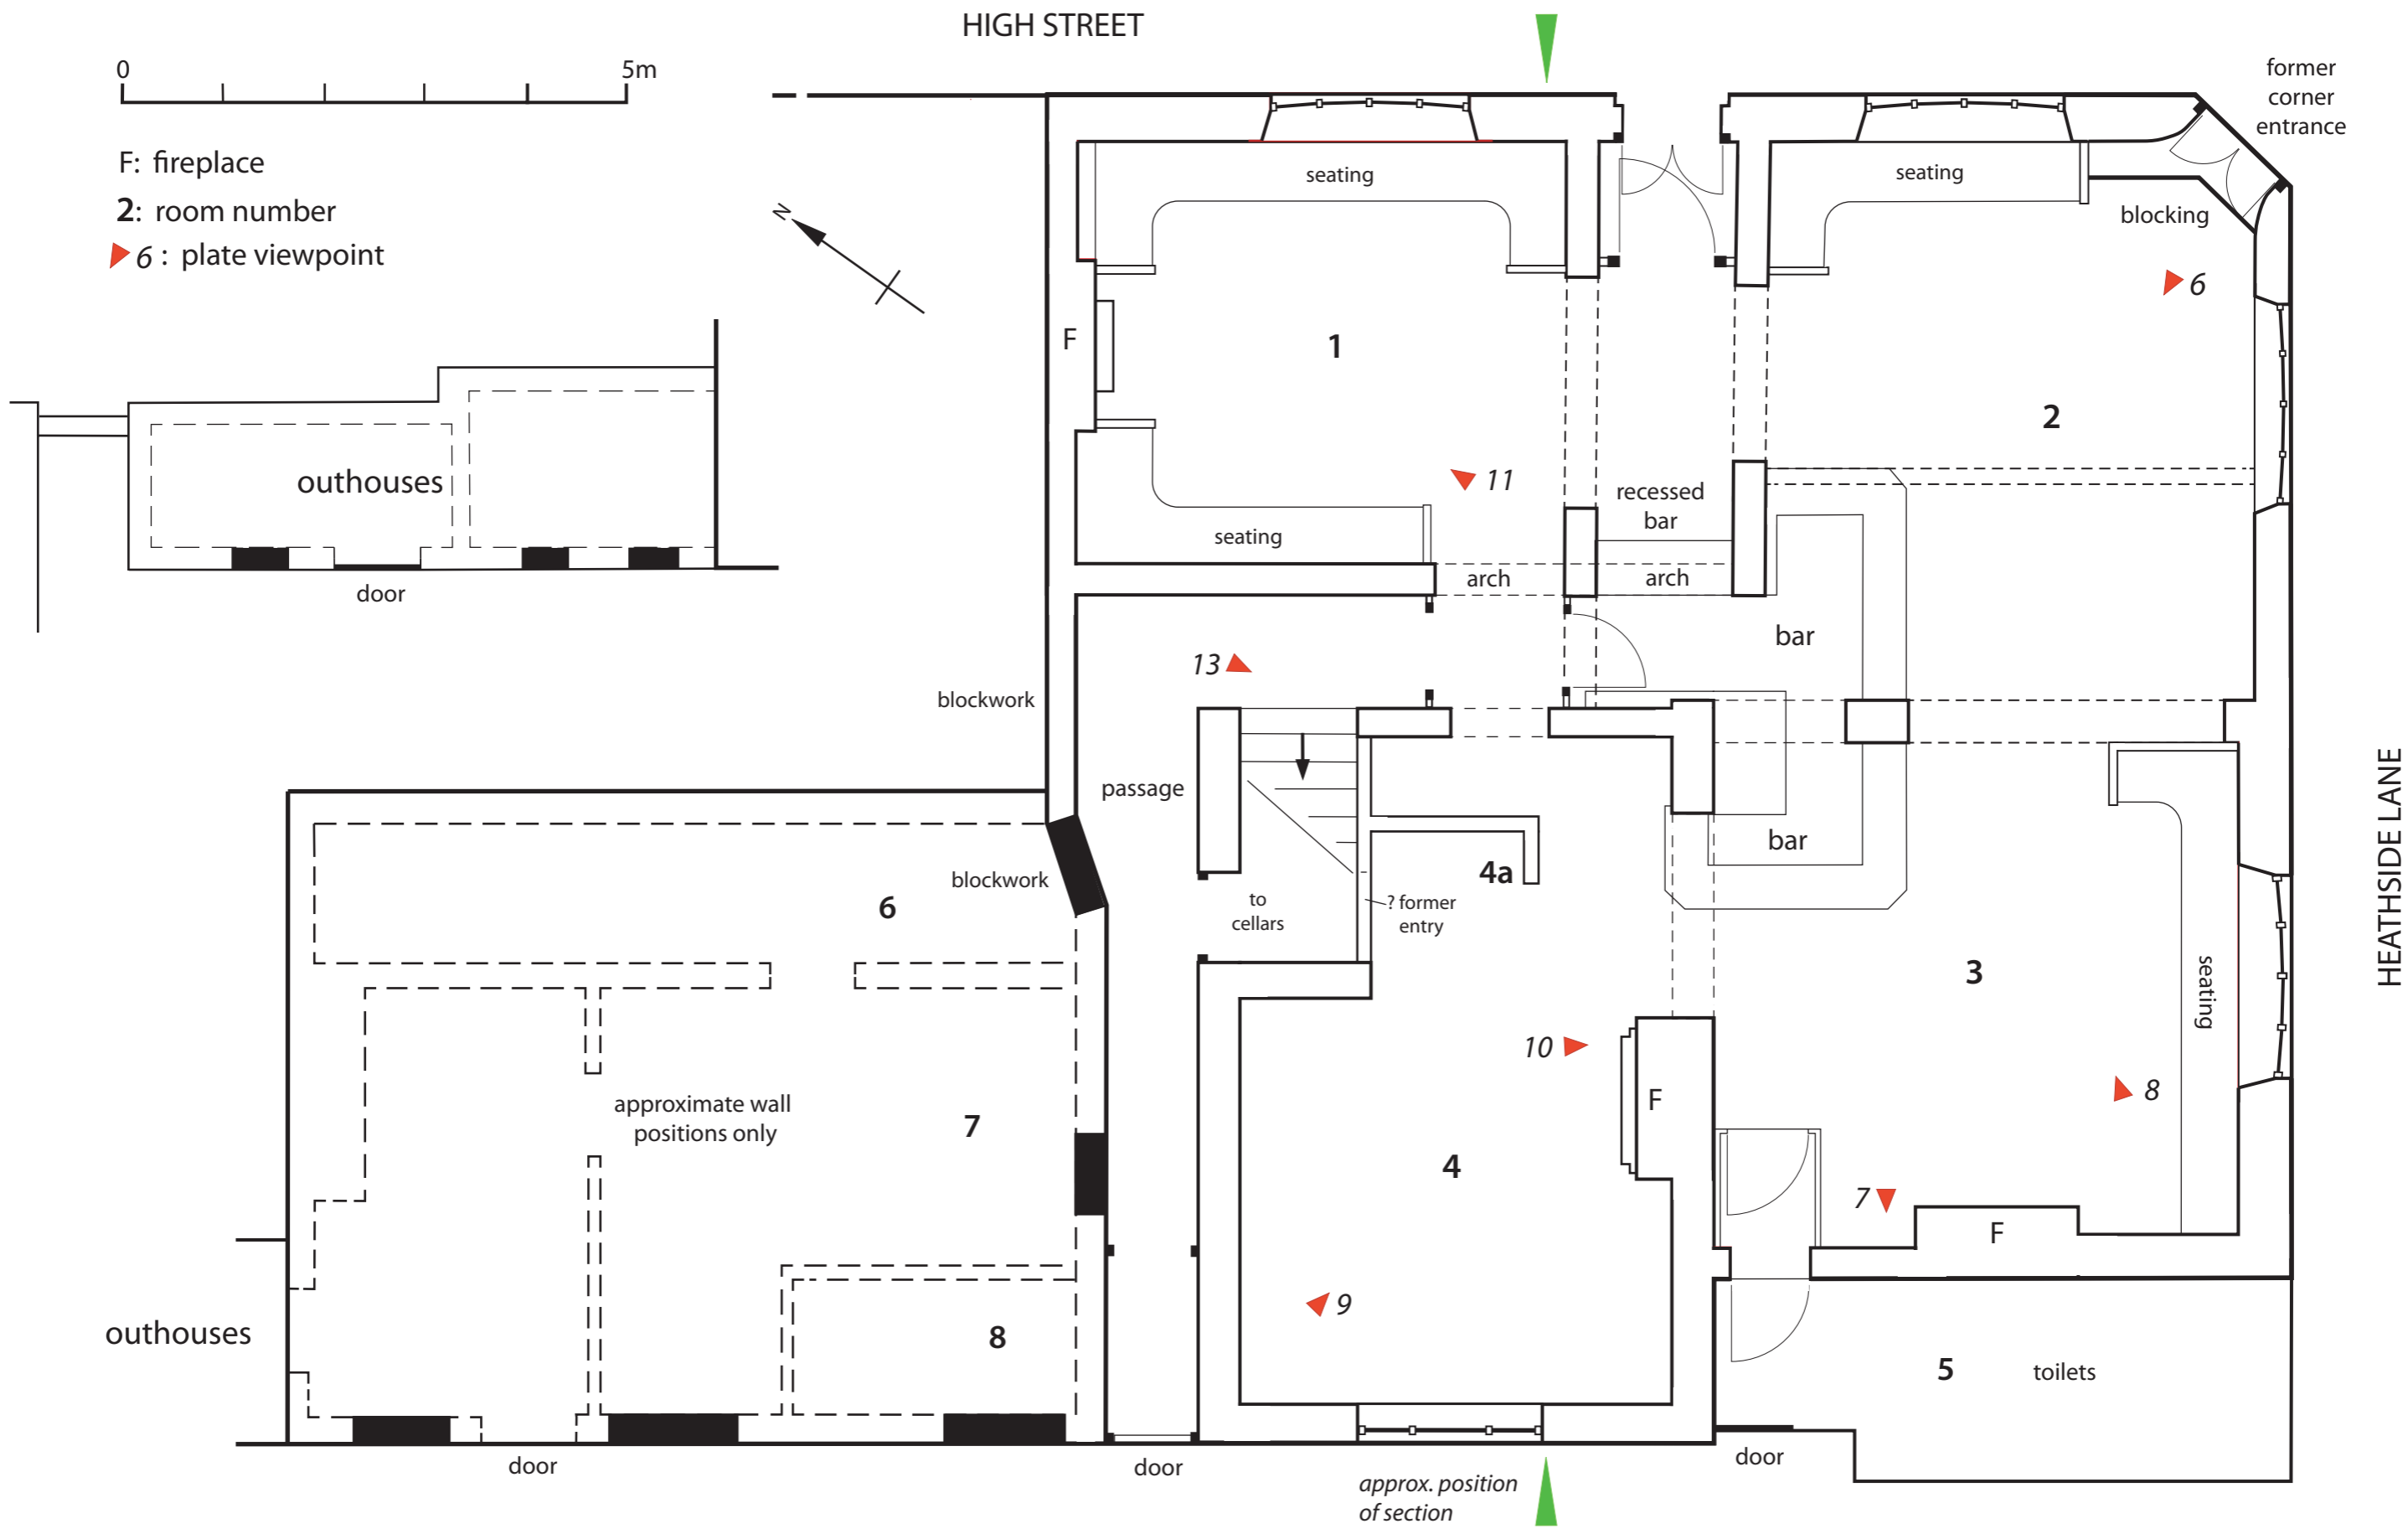 HIGH STREET
0 5m
F: fireplace
2: room number
6 : plate viewpoint
N
former
corner
entrance
seating
seating
blocking
6
F
1
2
11
recessed
bar
outhouses
seating
arch
arch
door
bar
13
blockwork
passage
bar
HEATHSIDE LANE
blockwork
4a
6
to
cellars
? former
entry
3
seating
10
approximate wall
positions only
7
F
8
4
7
F
9
outhouses
8
5
toilets
door
door
door
approx. position
of section